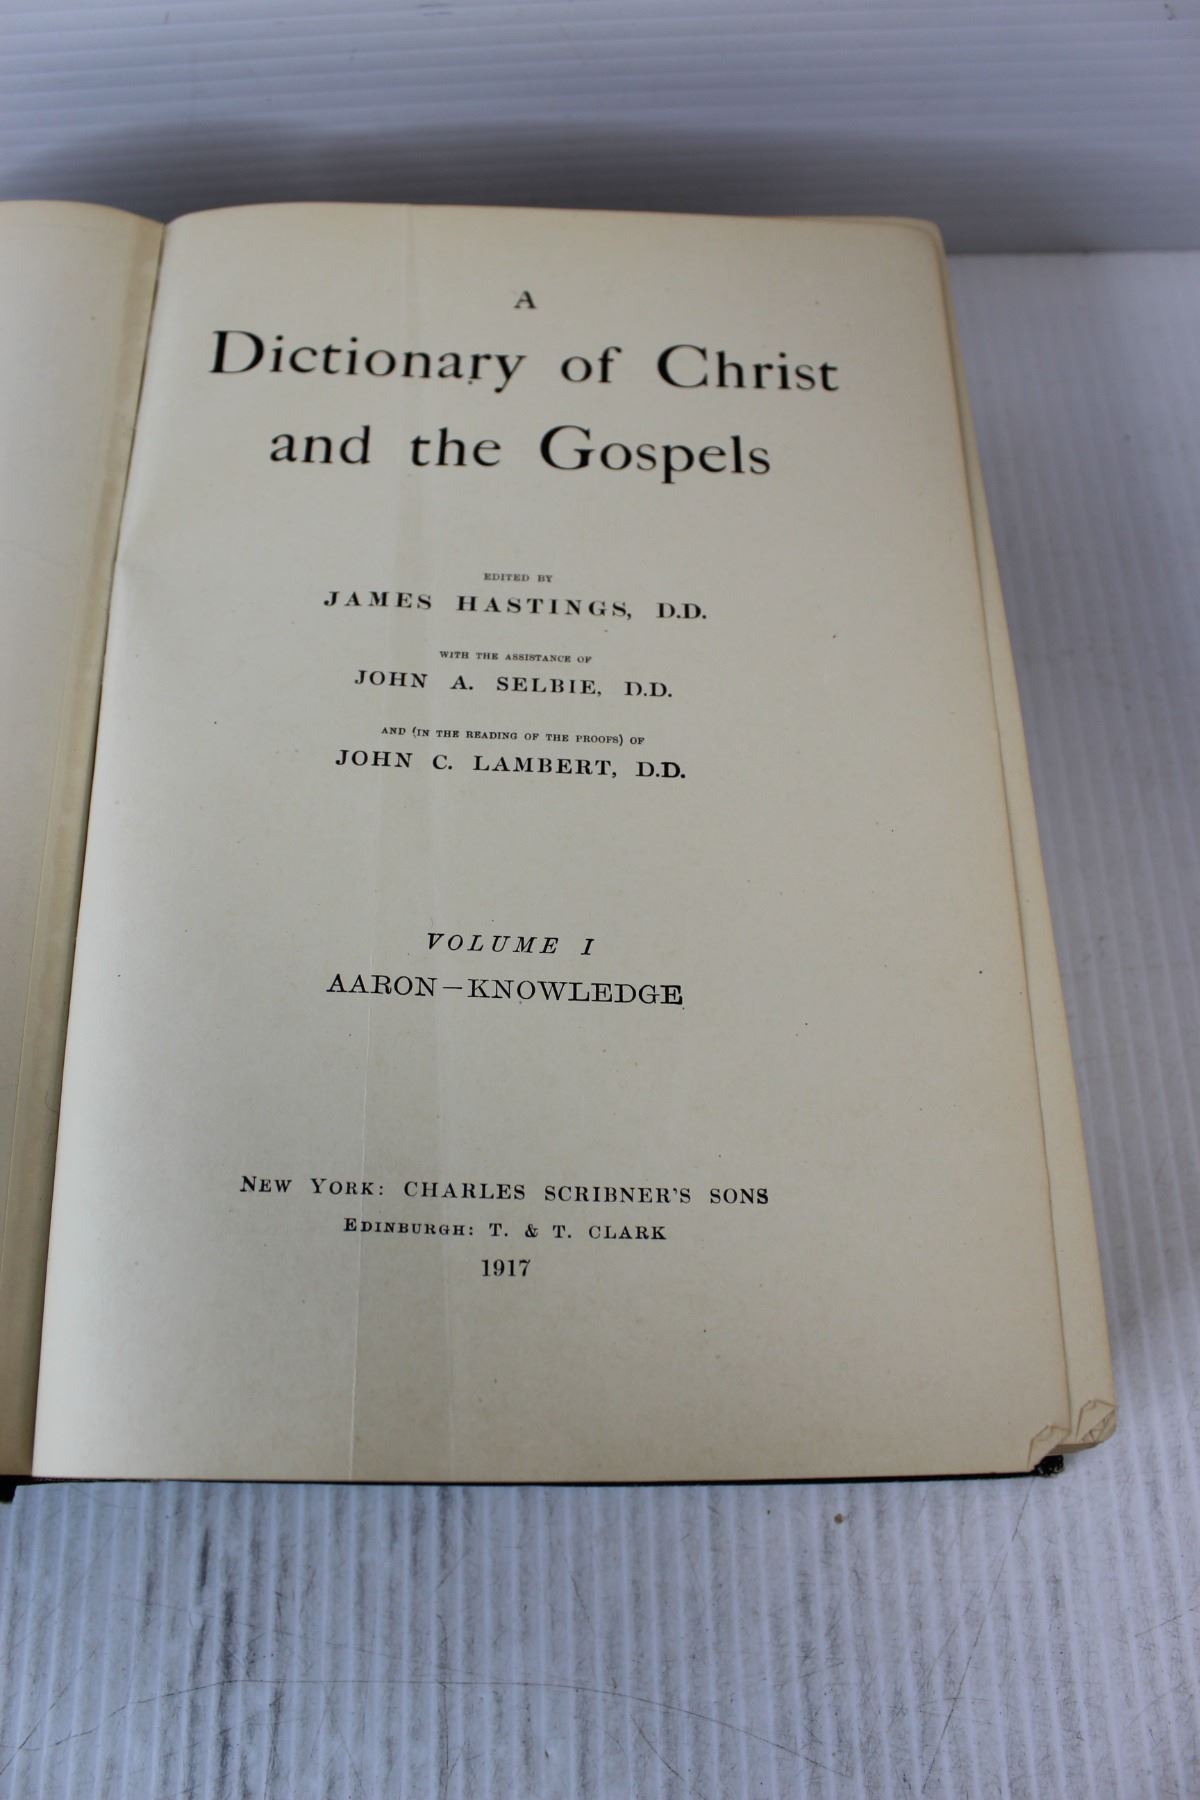 A
Dictionary of Christ
and the Gospels
EDITED BY
JAMES HASTINGS, D.D.
WITH THE ASSISTANCE OF
JOHN A. SELBIE, D.D.
AND (IN THE READING OF THE PROOFS) OF
JOHN C. LAMBERT, D.D.
VOLUME I
AARON—KNOWLEDGE
NEW YORK: CHARLES SCRIBNER'S SONS
EDINBURGH: T. & T. CLARK
1917